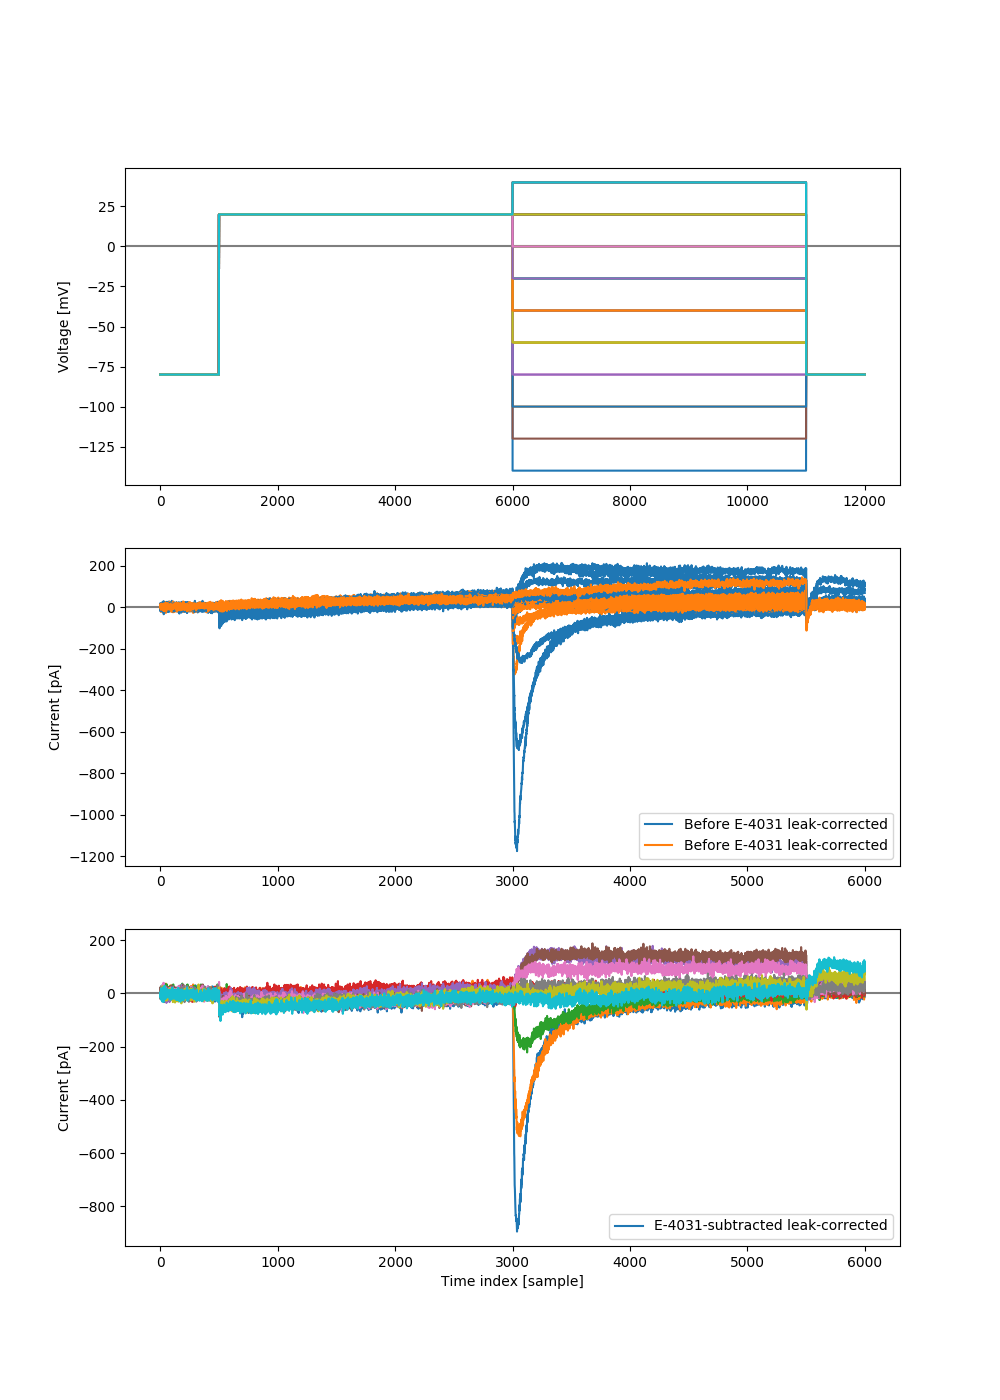 25
0
−25
−50
−75
−100
−125
Voltage [mV]
0 2000 4000 6000 8000 10000 12000
200
0
−200
−400
−600
−800
−1000
−1200
Current [pA]
Before E-4031 leak-corrected
Before E-4031 leak-corrected
0 1000 2000 3000 4000 5000 6000
200
0
−200
−400
−600
−800
Current [pA]
E-4031-subtracted leak-corrected
0 1000 2000 3000 4000 5000 6000
Time index [sample]